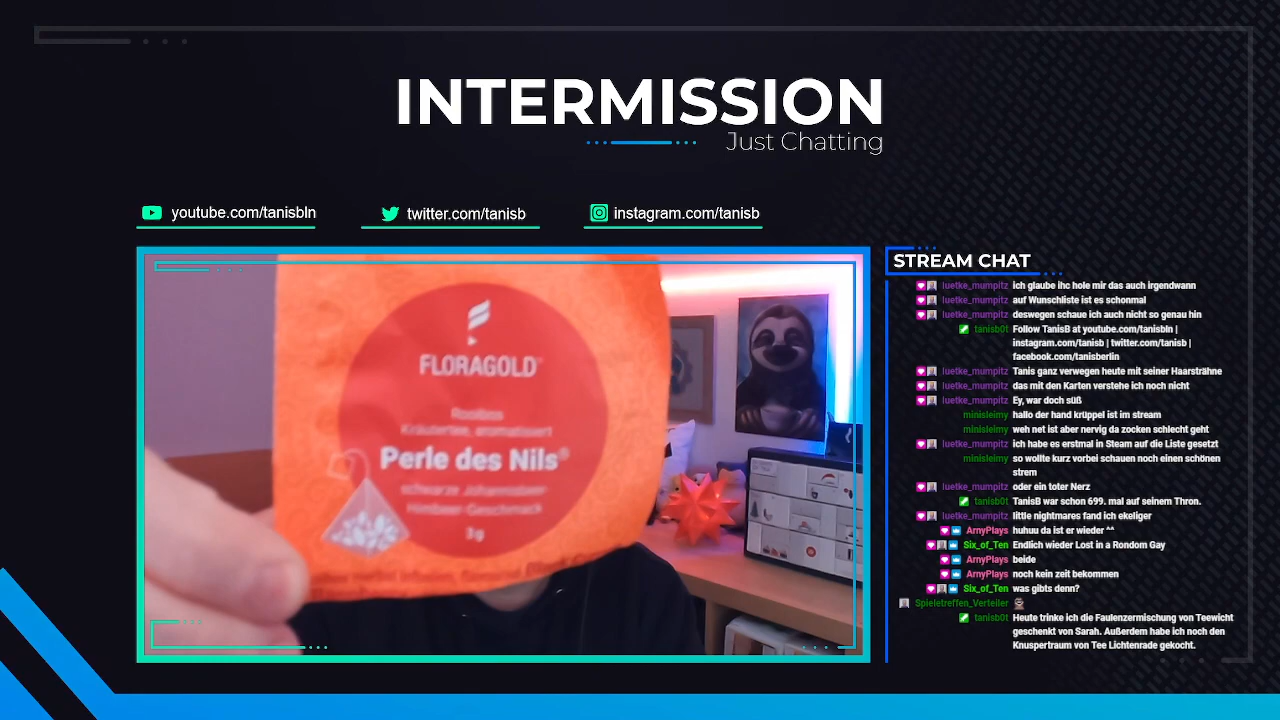 INTERMISSION
Just Chatting
youtube.com/tanisbln
twitter.com/tanisb
instagram.com/tanisb
FLORAGOLD®
Rooibos
Kräutertee, aromatisiert
Perle des Nils®
schwarze Johannisbeer-
Himbeer-Geschmack
3g
STREAM CHAT
luetke_mumpitz ich glaube ihc hole mir das auch irgendwann
luetke_mumpitz auf Wunschliste ist es schonmal
luetke_mumpitz deswegen schaue ich auch nicht so genau hin
tanisb0t Follow TanisB at youtube.com/tanisbln |
instagram.com/tanisb | twitter.com/tanisb |
facebook.com/tanisberlin
luetke_mumpitz Tanis ganz verwegen heute mit seiner Haarsträhne
luetke_mumpitz das mit den Karten verstehe ich noch nicht
luetke_mumpitz Ey, war doch süß
minisleimy hallo der hand krüppel ist im stream
minisleimy weh net ist aber nervig da zocken schlecht geht
luetke_mumpitz ich habe es erstmal in Steam auf die Liste gesetzt
minisleimy so wollte kurz vorbei schauen noch einen schönen
strem
luetke_mumpitz oder ein toter Nerz
tanisb0t TanisB war schon 699. mal auf seinem Thron.
luetke_mumpitz little nightmares fand ich ekeliger
ArnyPlays huhuu da ist er wieder ^^
Six_of_Ten Endlich wieder Lost in a Rondom Gay
ArnyPlays beide
ArnyPlays noch kein zeit bekommen
Six_of_Ten was gibts denn?
Spieletreffen_Verteiler
tanisb0t Heute trinke ich die Faulenzermischung von Teewicht
geschenkt von Sarah. Außerdem habe ich noch den
Knuspertraum von Tee Lichtenrade gekocht.